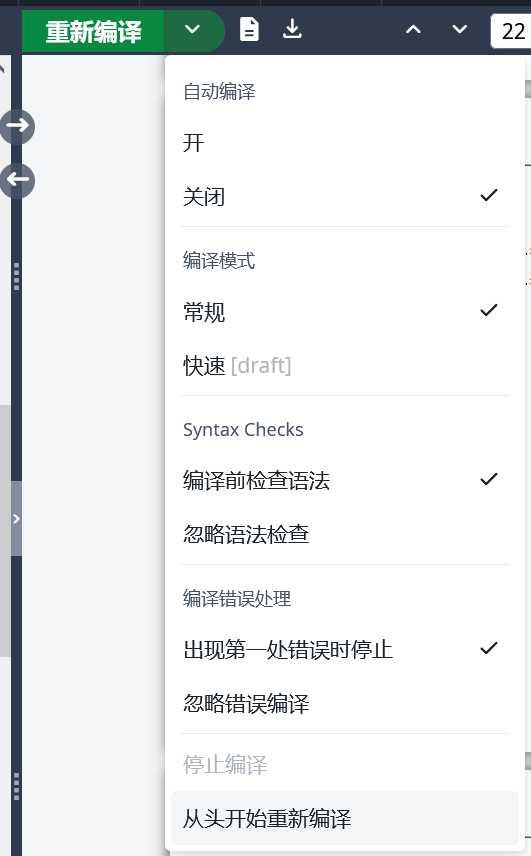 重新编译
22
自动编译
开
关闭
编译模式
常规
快速 [draft]
Syntax Checks
编译前检查语法
忽略语法检查
编译错误处理
出现第一处错误时停止
忽略错误编译
停止编译
从头开始重新编译